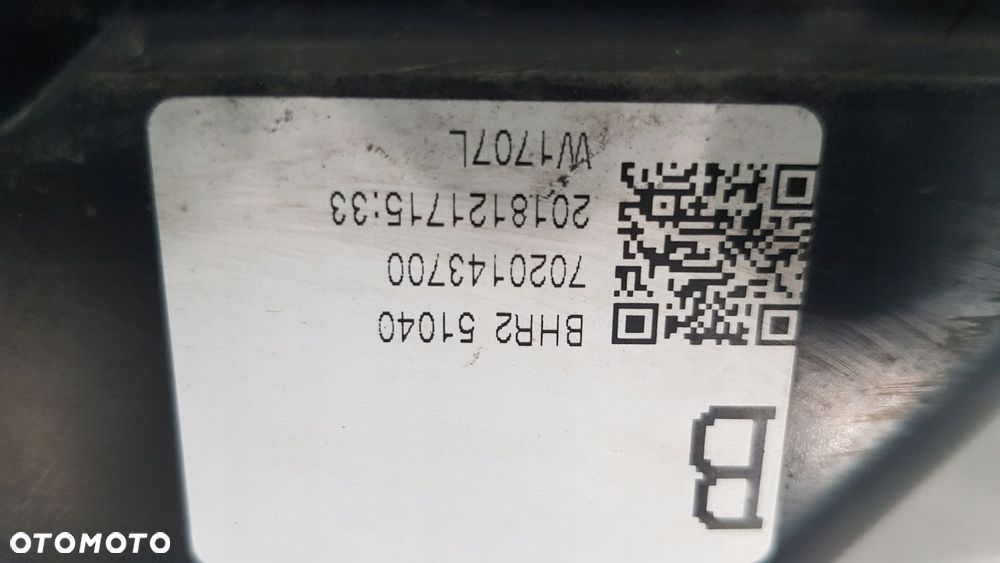 B
BHR2 51040
7020143700
2018121715:33
W1707L
OTOMOTO